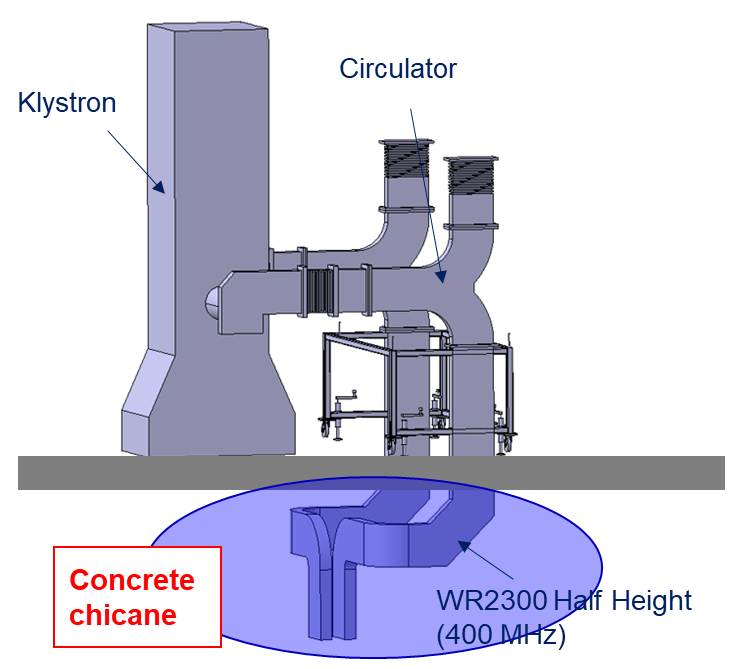 Circulator
Klystron
Concrete
chicane
WR2300 Half Height
(400 MHz)